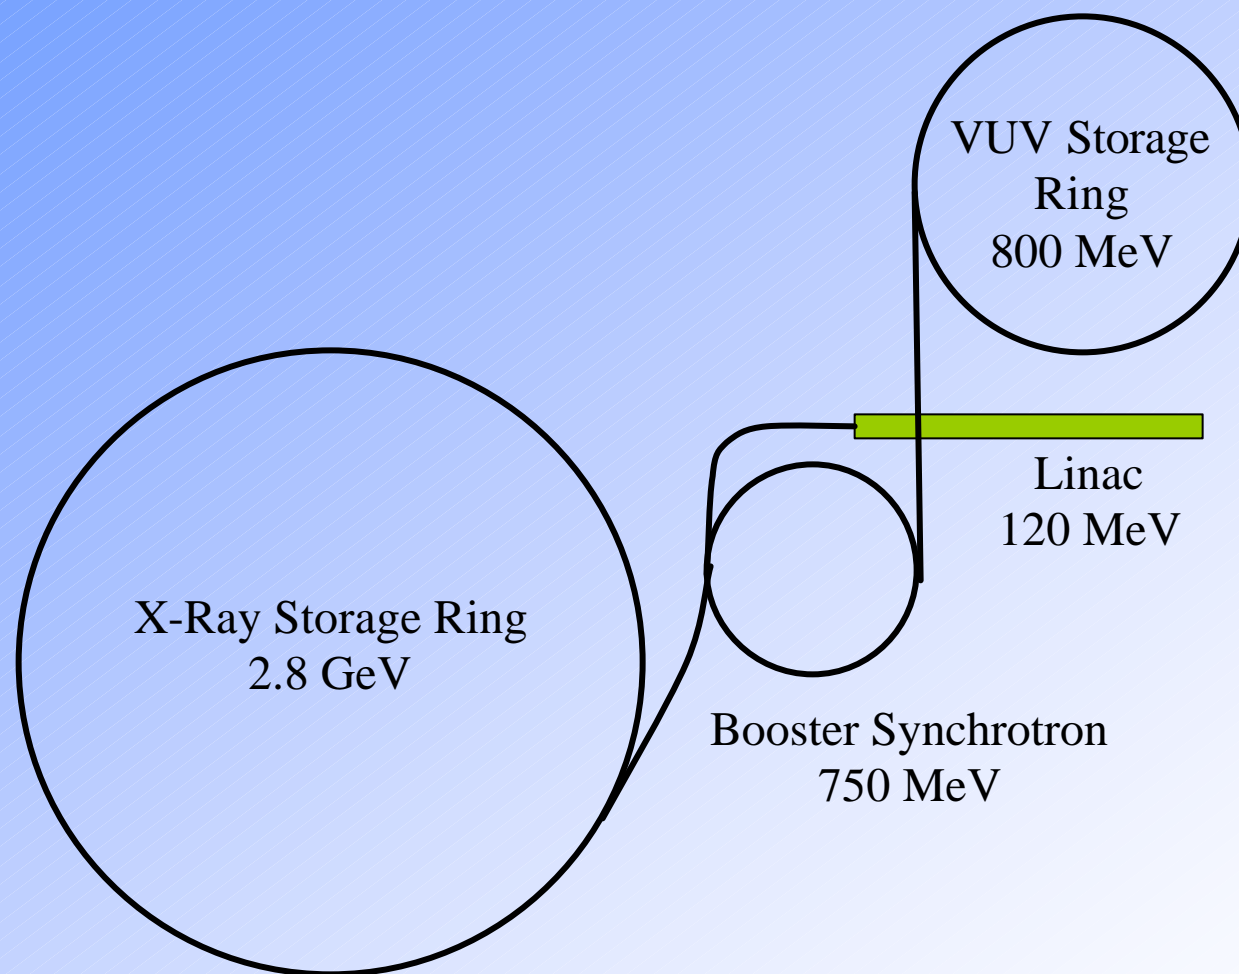 VUV Storage
Ring
800 MeV
Linac
120 MeV
X-Ray Storage Ring
2.8 GeV
Booster Synchrotron
750 MeV